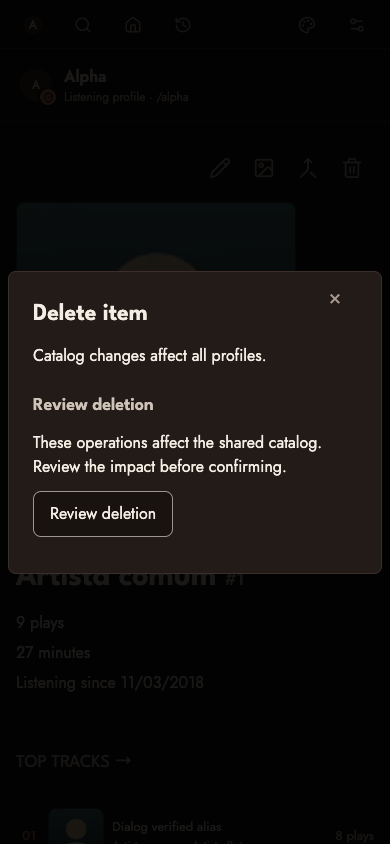 A
A
Alpha
Listening profile - /alpha
Delete item
×
Catalog changes affect all profiles.
Review deletion
These operations affect the shared catalog.
Review the impact before confirming.
Review deletion
Artista comum #1
9 plays
27 minutes
Listening since 11/03/2018
TOP TRACKS →
01
Dialog verified alias
8 plays